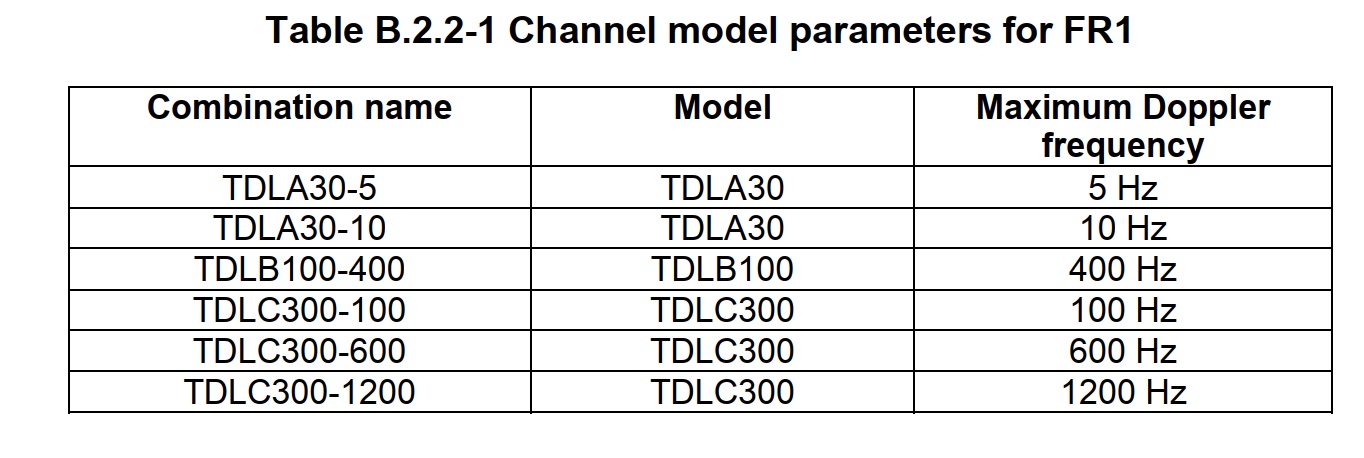 Table B.2.2-1 Channel model parameters for FR1
Combination name Model Maximum Doppler
frequency
TDLA30-5 TDLA30 5 Hz
TDLA30-10 TDLA30 10 Hz
TDLB100-400 TDLB100 400 Hz
TDLC300-100 TDLC300 100 Hz
TDLC300-600 TDLC300 600 Hz
TDLC300-1200 TDLC300 1200 Hz